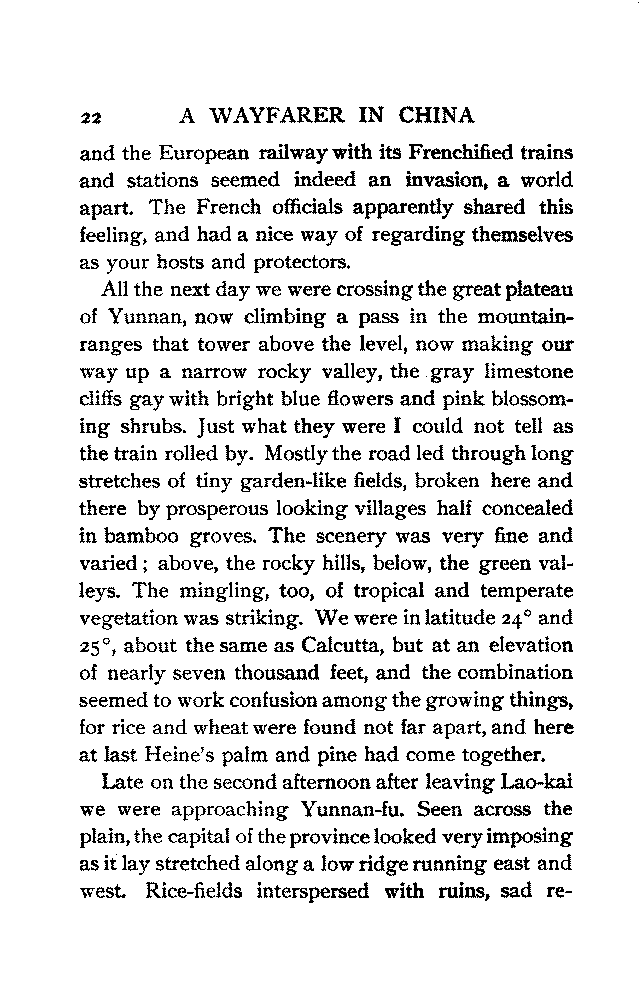 22 A WAYFARER IN CHINA
and the European railway with its Frenchified trains
and stations seemed indeed an invasion, a world
apart. The French officials apparently shared this
feeling, and had a nice way of regarding themselves
as your hosts and protectors.
All the next day we were crossing the great plateau
of Yunnan, now climbing a pass in the mountain-
ranges that tower above the level, now making our
way up a narrow rocky valley, the gray limestone
cliffs gay with bright blue flowers and pink blossom-
ing shrubs. Just what they were I could not tell as
the train rolled by. Mostly the road led through long
stretches of tiny garden-like fields, broken here and
there by prosperous looking villages half concealed
in bamboo groves. The scenery was very fine and
varied; above, the rocky hills, below, the green val-
leys. The mingling, too, of tropical and temperate
vegetation was striking. We were in latitude 24° and
25°, about the same as Calcutta, but at an elevation
of nearly seven thousand feet, and the combination
seemed to work confusion among the growing things,
for rice and wheat were found not far apart, and here
at last Heine's palm and pine had come together.
Late on the second afternoon after leaving Lao-kai
we were approaching Yunnan-fu. Seen across the
plain, the capital of the province looked very imposing
as it lay stretched along a low ridge running east and
west. Rice-fields interspersed with ruins, sad re-